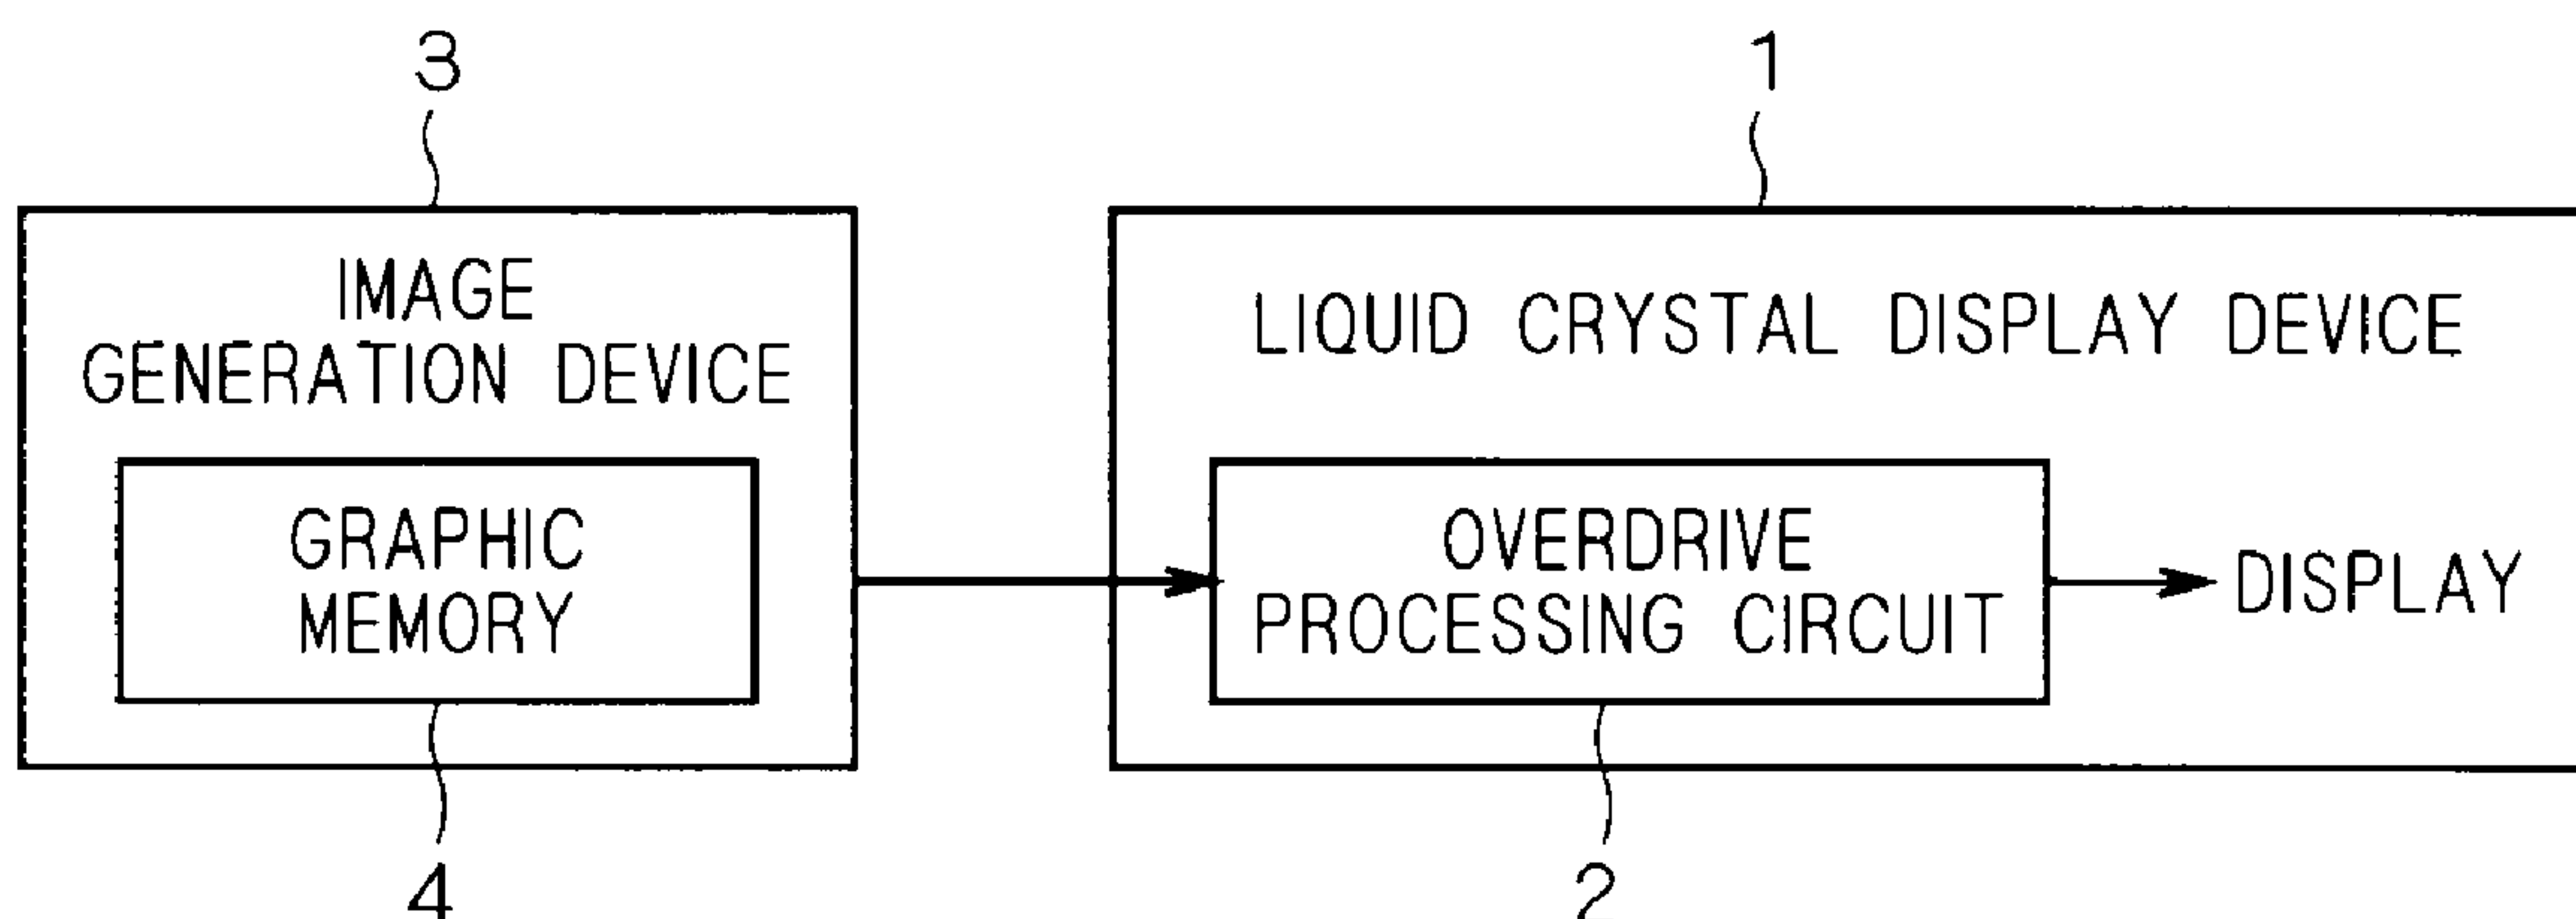 3
1
IMAGE
GENERATION DEVICE
LIQUID CRYSTAL DISPLAY DEVICE
GRAPHIC
MEMORY
OVERDRIVE
PROCESSING CIRCUIT
DISPLAY
4
2